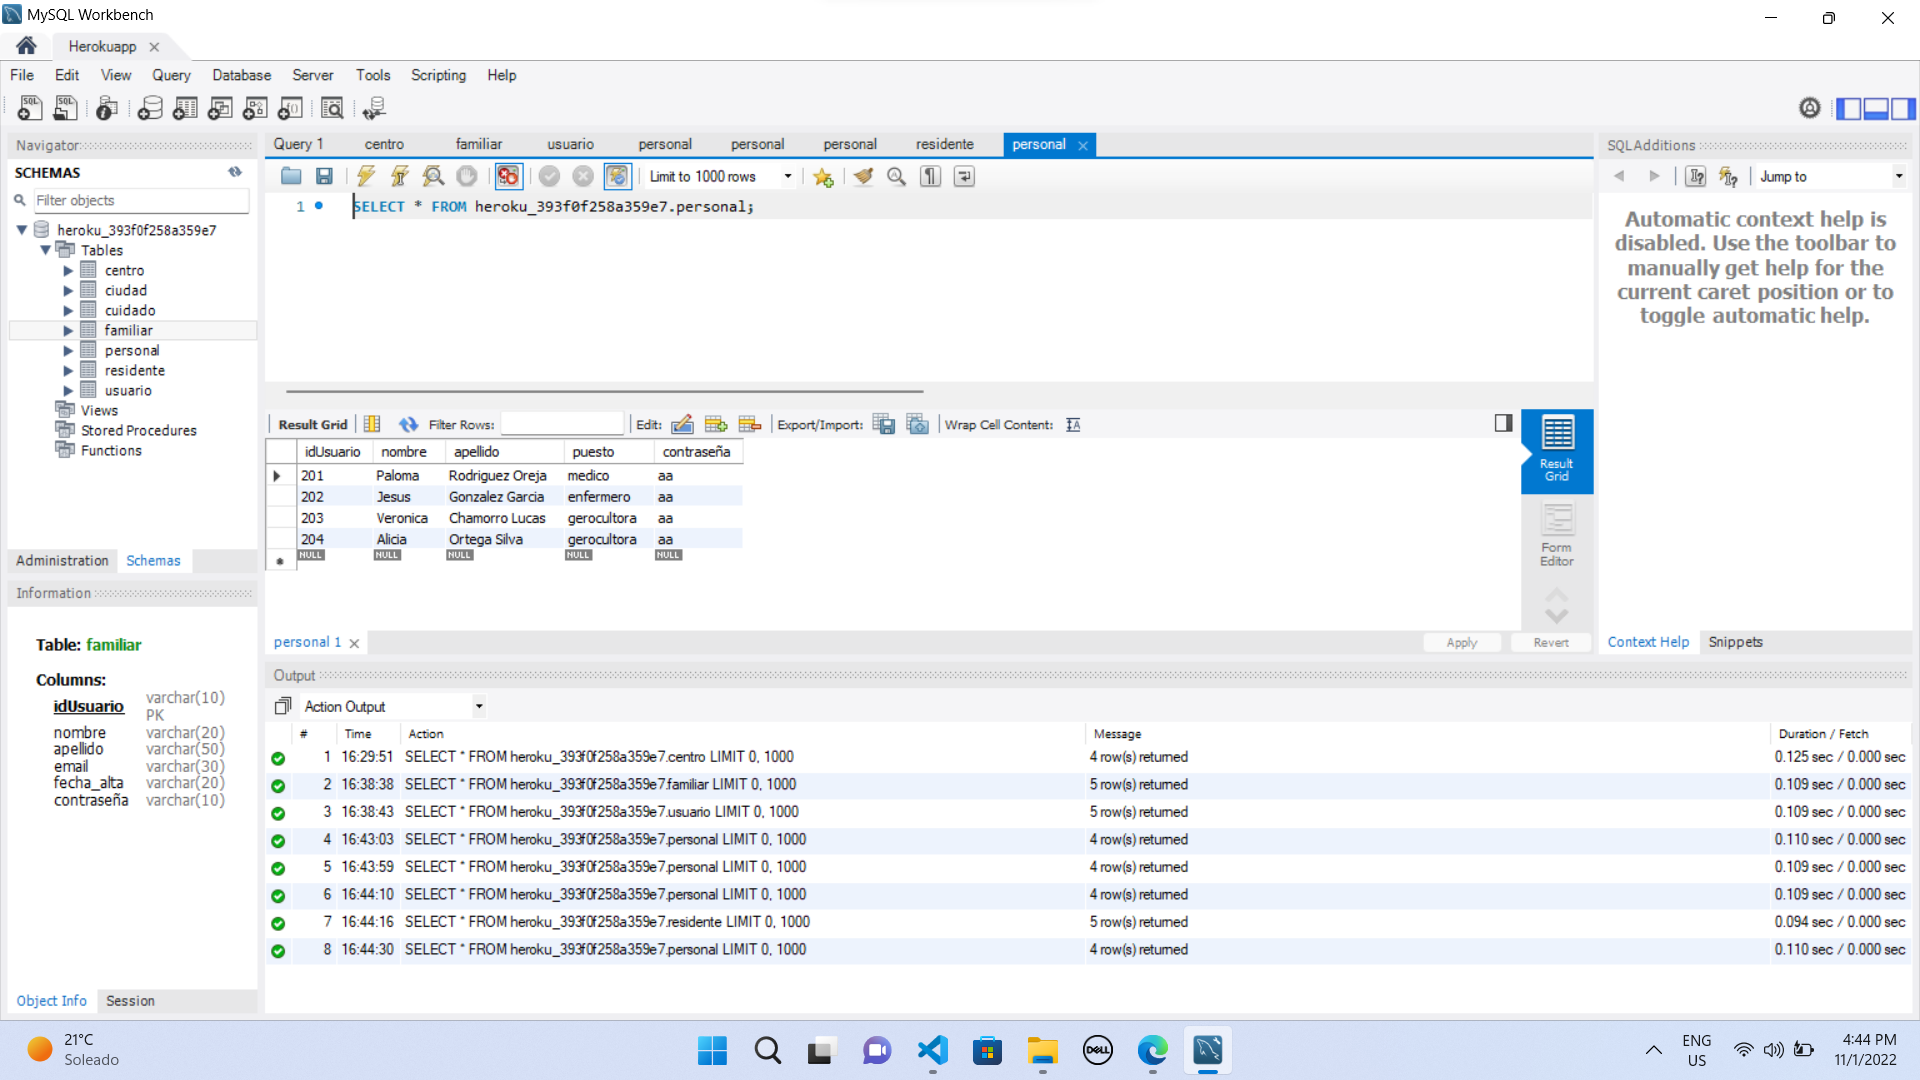 MySQL Workbench
Herokuapp
File Edit View Query Database Server Tools Scripting Help
Navigator
SCHEMAS
Filter objects
heroku_393f0f258a359e7
Tables
centro
ciudad
cuidado
familiar
personal
residente
usuario
Views
Stored Procedures
Functions
Administration Schemas
Information
Table: familiar
Columns:
idUsuario varchar(10) PK
nombre varchar(20)
apellido varchar(50)
email varchar(30)
fecha_alta varchar(20)
contraseña varchar(10)
Object Info Session
Query 1 centro familiar usuario personal personal personal residente personal
Limit to 1000 rows
1 SELECT * FROM heroku_393f0f258a359e7.personal;
Result Grid Filter Rows: Edit: Export/Import: Wrap Cell Content:
idUsuario nombre apellido puesto contraseña
201 Paloma Rodriguez Oreja medico aa
202 Jesus Gonzalez Garcia enfermero aa
203 Veronica Chamorro Lucas gerocultora aa
204 Alicia Ortega Silva gerocultora aa
NULL NULL NULL NULL NULL
Result Grid
Form Editor
personal 1
Apply Revert
SQLAdditions
Jump to
Automatic context help is
disabled. Use the toolbar to
manually get help for the
current caret position or to
toggle automatic help.
Context Help Snippets
Output
Action Output
# Time Action Message Duration / Fetch
1 16:29:51 SELECT * FROM heroku_393f0f258a359e7.centro LIMIT 0, 1000 4 row(s) returned 0.125 sec / 0.000 sec
2 16:38:38 SELECT * FROM heroku_393f0f258a359e7.familiar LIMIT 0, 1000 5 row(s) returned 0.109 sec / 0.000 sec
3 16:38:43 SELECT * FROM heroku_393f0f258a359e7.usuario LIMIT 0, 1000 5 row(s) returned 0.109 sec / 0.000 sec
4 16:43:03 SELECT * FROM heroku_393f0f258a359e7.personal LIMIT 0, 1000 4 row(s) returned 0.110 sec / 0.000 sec
5 16:43:59 SELECT * FROM heroku_393f0f258a359e7.personal LIMIT 0, 1000 4 row(s) returned 0.109 sec / 0.000 sec
6 16:44:10 SELECT * FROM heroku_393f0f258a359e7.personal LIMIT 0, 1000 4 row(s) returned 0.109 sec / 0.000 sec
7 16:44:16 SELECT * FROM heroku_393f0f258a359e7.residente LIMIT 0, 1000 5 row(s) returned 0.094 sec / 0.000 sec
8 16:44:30 SELECT * FROM heroku_393f0f258a359e7.personal LIMIT 0, 1000 4 row(s) returned 0.110 sec / 0.000 sec
21°C
Soleado
DELL
ENG
US
4:44 PM
11/1/2022